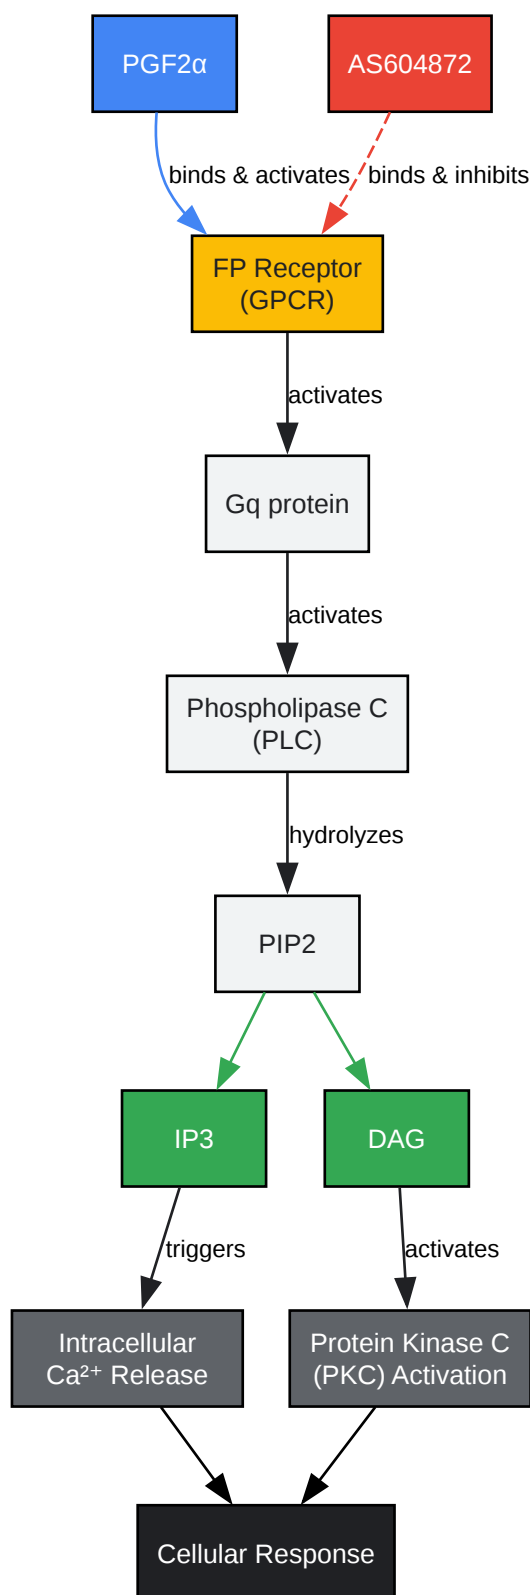 PGF2α
AS604872
binds & activates
binds & inhibits
FP Receptor
(GPCR)
activates
Gq protein
activates
Phospholipase C
(PLC)
hydrolyzes
PIP2
IP3
DAG
triggers
activates
Intracellular
Ca²⁺ Release
Protein Kinase C
(PKC) Activation
Cellular Response